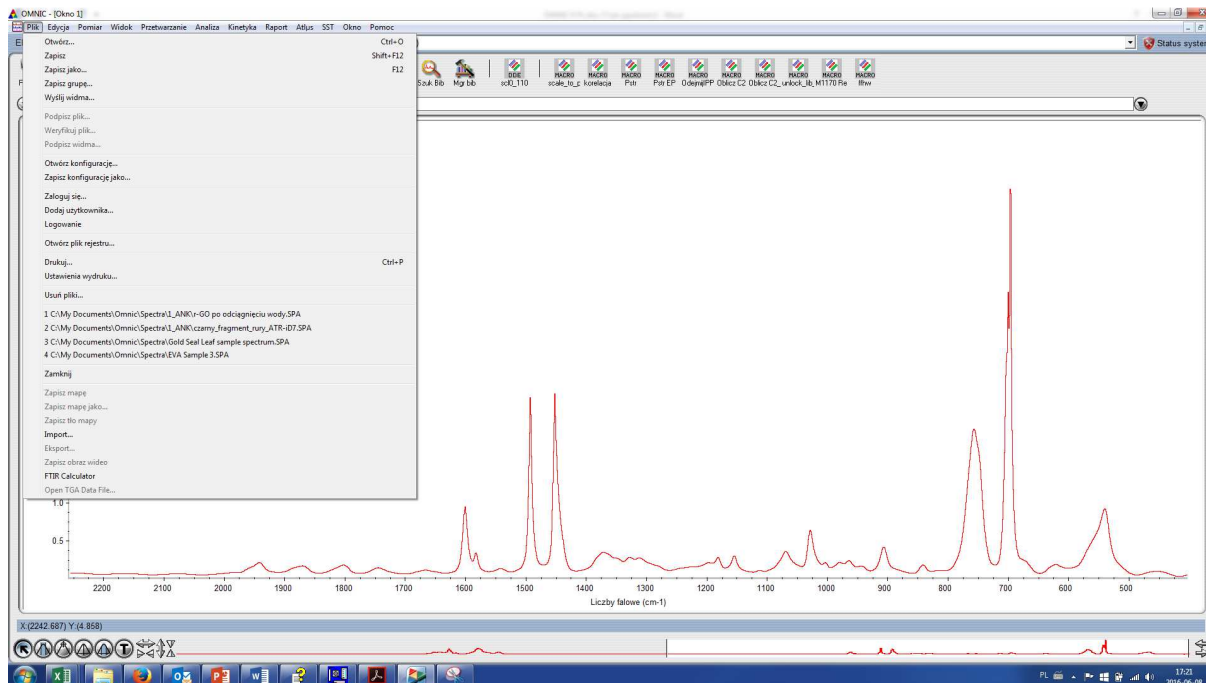 OMNIC - [Okno 1]
Plik Edycja Pomiar Widok Przetwarzanie Analiza Kinetyka Raport Atlμs SST Okno Pomoc
Status system
Otwórz... Ctrl+O
Zapisz Shift+F12
Zapisz jako... F12
Zapisz grupę...
Wyślij widma...
Podpisz plik...
Weryfikuj plik...
Podpisz widma...
Otwórz konfigurację...
Zapisz konfigurację jako...
Zaloguj się...
Dodaj użytkownika...
Logowanie
Otwórz plik rejestru...
Drukuj... Ctrl+P
Ustawienia wydruku...
Usuń pliki...
1 C:\My Documents\Omnic\Spectra\1_ANK\r-GO po odciągnięciu wody.SPA
2 C:\My Documents\Omnic\Spectra\1_ANK\czarny_fragment_rury_ATR-iD7.SPA
3 C:\My Documents\Omnic\Spectra\Gold Seal Leaf sample spectrum.SPA
4 C:\My Documents\Omnic\Spectra\EVA Sample 3.SPA
Zamknij
Zapisz mapę
Zapisz mapę jako...
Zapisz tło mapy
Import...
Eksport...
Zapisz obraz wideo
FTIR Calculator
Open TGA Data File...
DDE MACRO MACRO MACRO MACRO MACRO MACRO MACRO MACRO MACRO
Szuk Bib Mgr bib scl0_110 scale_to_c korelacja Pstr Pstr EP OdejmijPP Oblicz C2 Oblicz C2_ unlock_lib_ M1170 Re ffhw
1.0
0.5
2200 2100 2000 1900 1800 1700 1600 1500 1400 1300 1200 1100 1000 900 800 700 600 500
Liczby falowe (cm-1)
X:(2242.687) Y:(4.858)
T
PL 17:21
2016-06-08